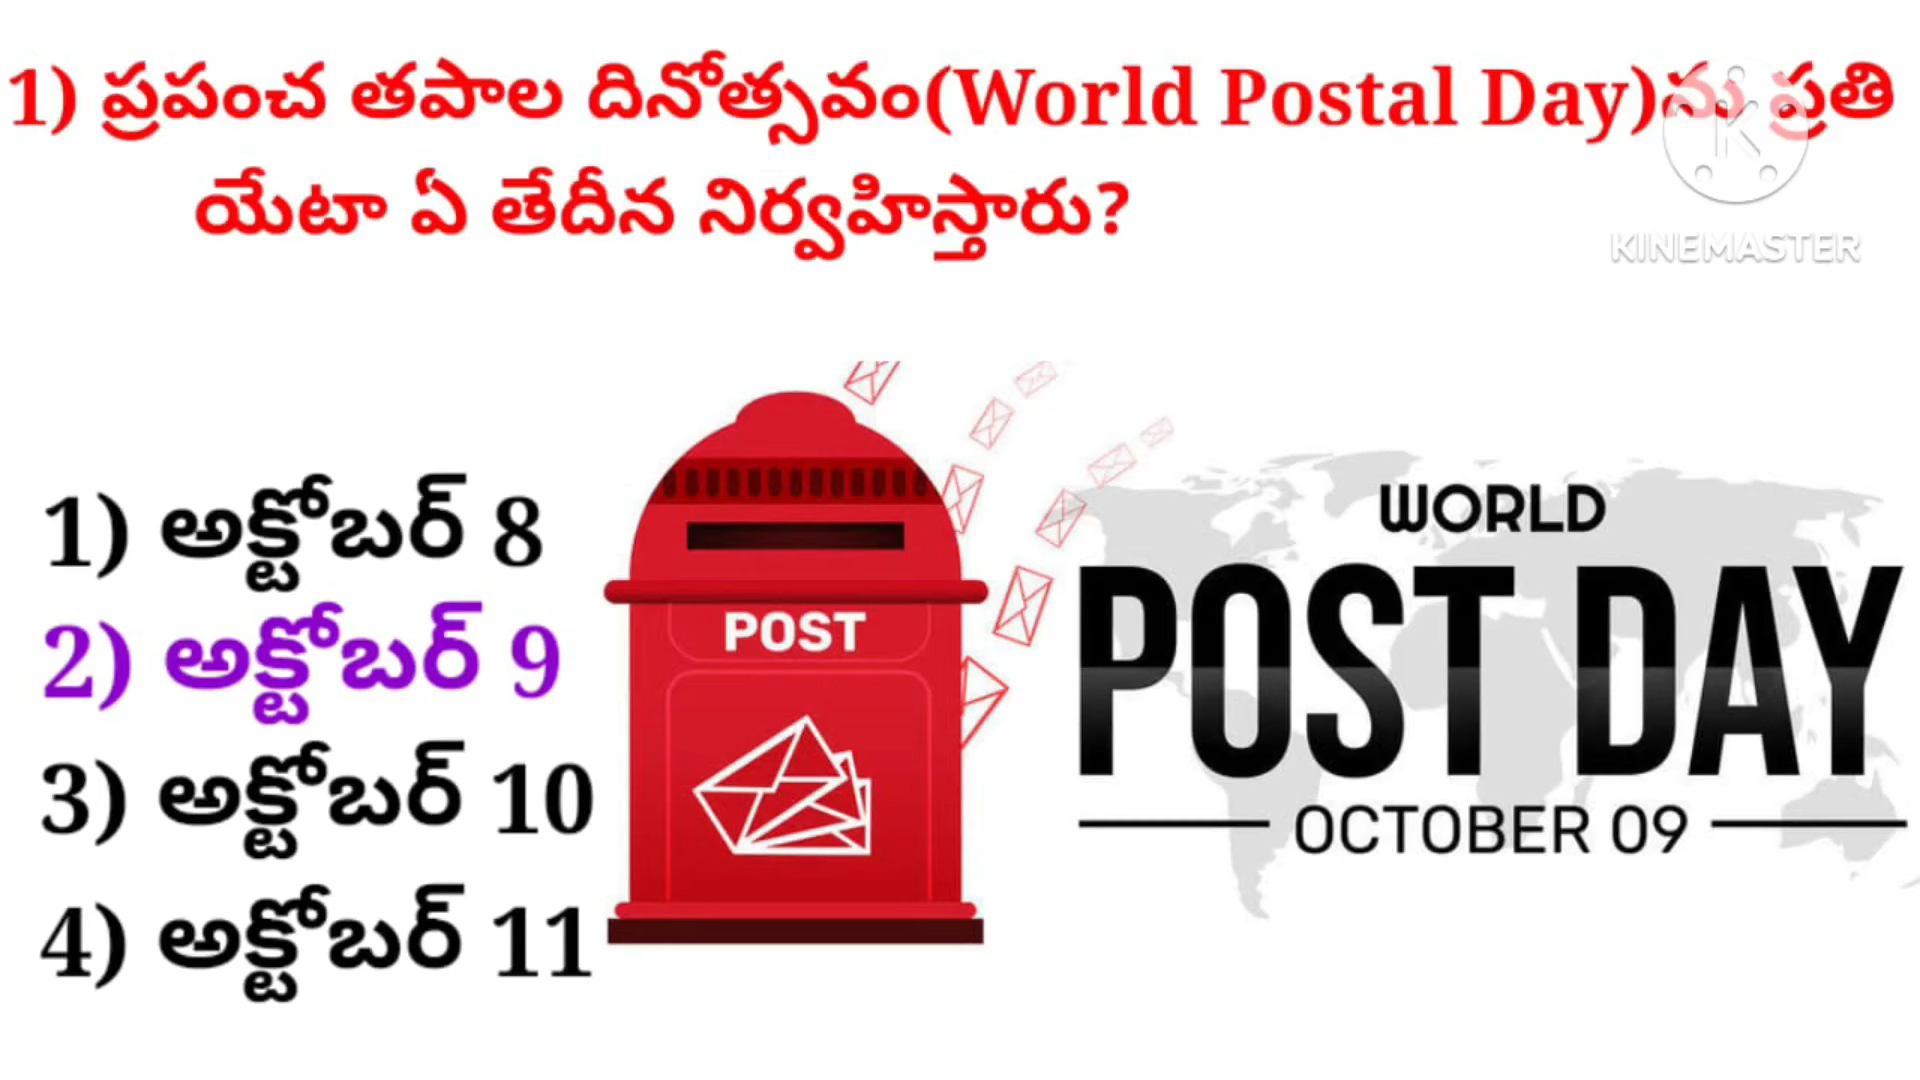 1) ప్రపంచ తపాల దినోత్సవం(World Postal Day)ను ప్రతి
యేటా ఏ తేదీన నిర్వహిస్తారు?
K
KINEMASTER
1) అక్టోబర్ 8
2) అక్టోబర్ 9
3) అక్టోబర్ 10
4) అక్టోబర్ 11
POST
WORLD
POST DAY
OCTOBER 09